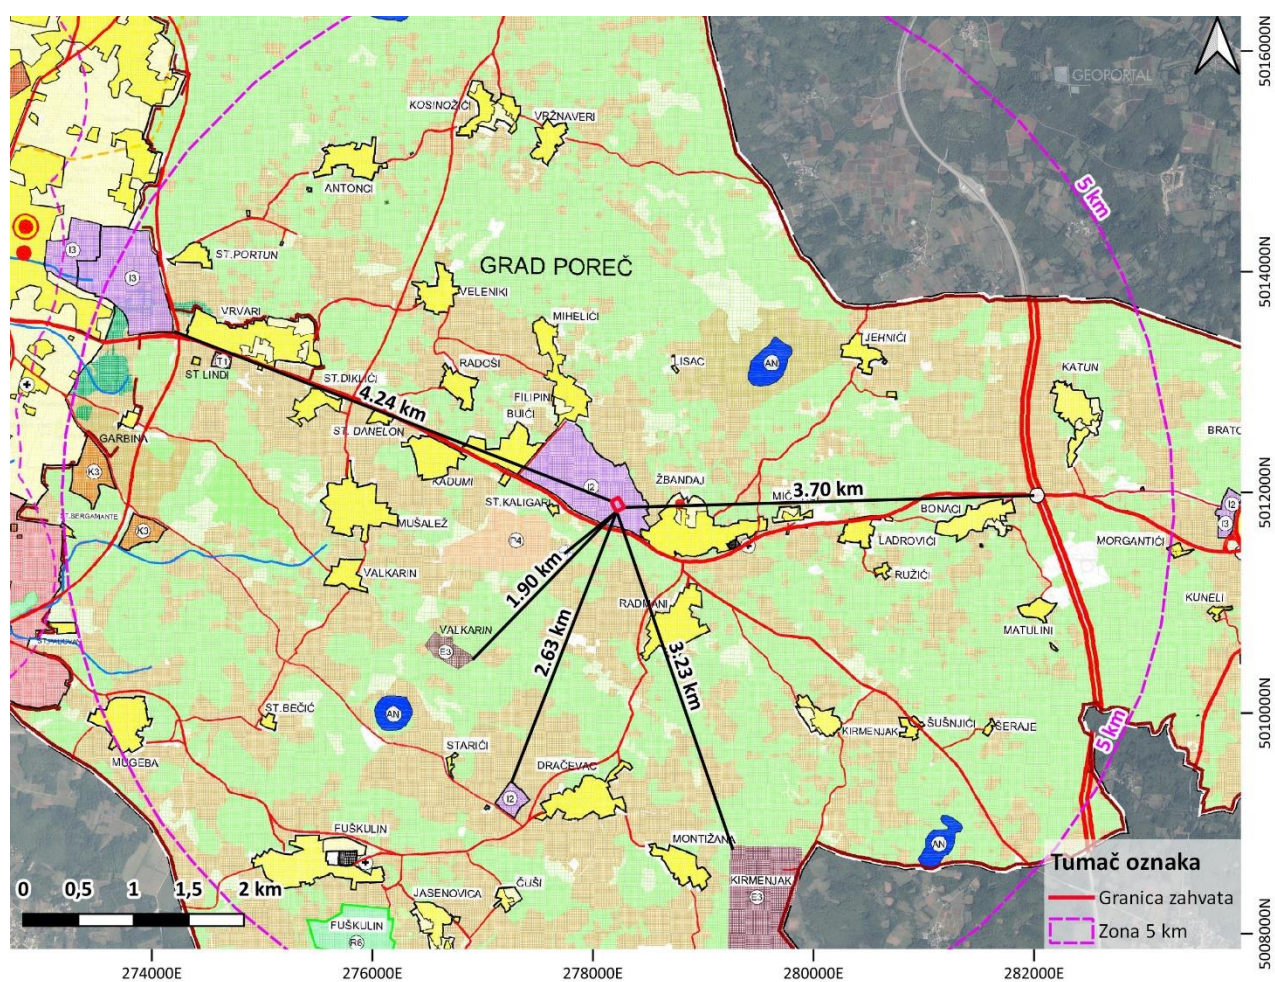 5016000N
GEOPORTAL
KOSINOŽIĆI
VRŽNAVERI
ANTONCI
5 km
I3
ST.PORTUN
GRAD POREČ
5014000N
I3
VELENIKI
VRVARI
MIHELIĆI
JEHNIĆI
T1
ST LINDI
RADOŠI
LISAC
AN
KATUN
ST.DIKLIĆI
4.24 km
FILIPINI
BUIĆI
ST. DANELON
GARBINA
BRATO
K3
KADUMI
ŽBANDAJ
I2
3.70 km
5012000N
ST.KALIGARI
BONACI
I2
ST.BERGAMANTE
K3
MUŠALEŽ
I3
LADROVIĆI
MORGANTIĆI
VALKARIN
RUŽIĆI
1.90 km
RADMANI
KUNELI
VALKARIN
MATULINI
E3
2.63 km
3.23 km
AN
ST.BEČIĆ
5010000N
KIRMENJAK
ŠUŠNJIĆI
ŠERAJE
5 km
MUGEBA
STARIĆI
DRAČEVAC
I2
FUŠKULIN
MONTIŽANA
AN
Tumač oznaka
0 0,5 1 1,5 2 km
KIRMENJAK
E3
Granica zahvata
JASENOVICA
ČUŠI
FUŠKULIN
R6
Zona 5 km
5008000N
274000E 276000E 278000E 280000E 282000E